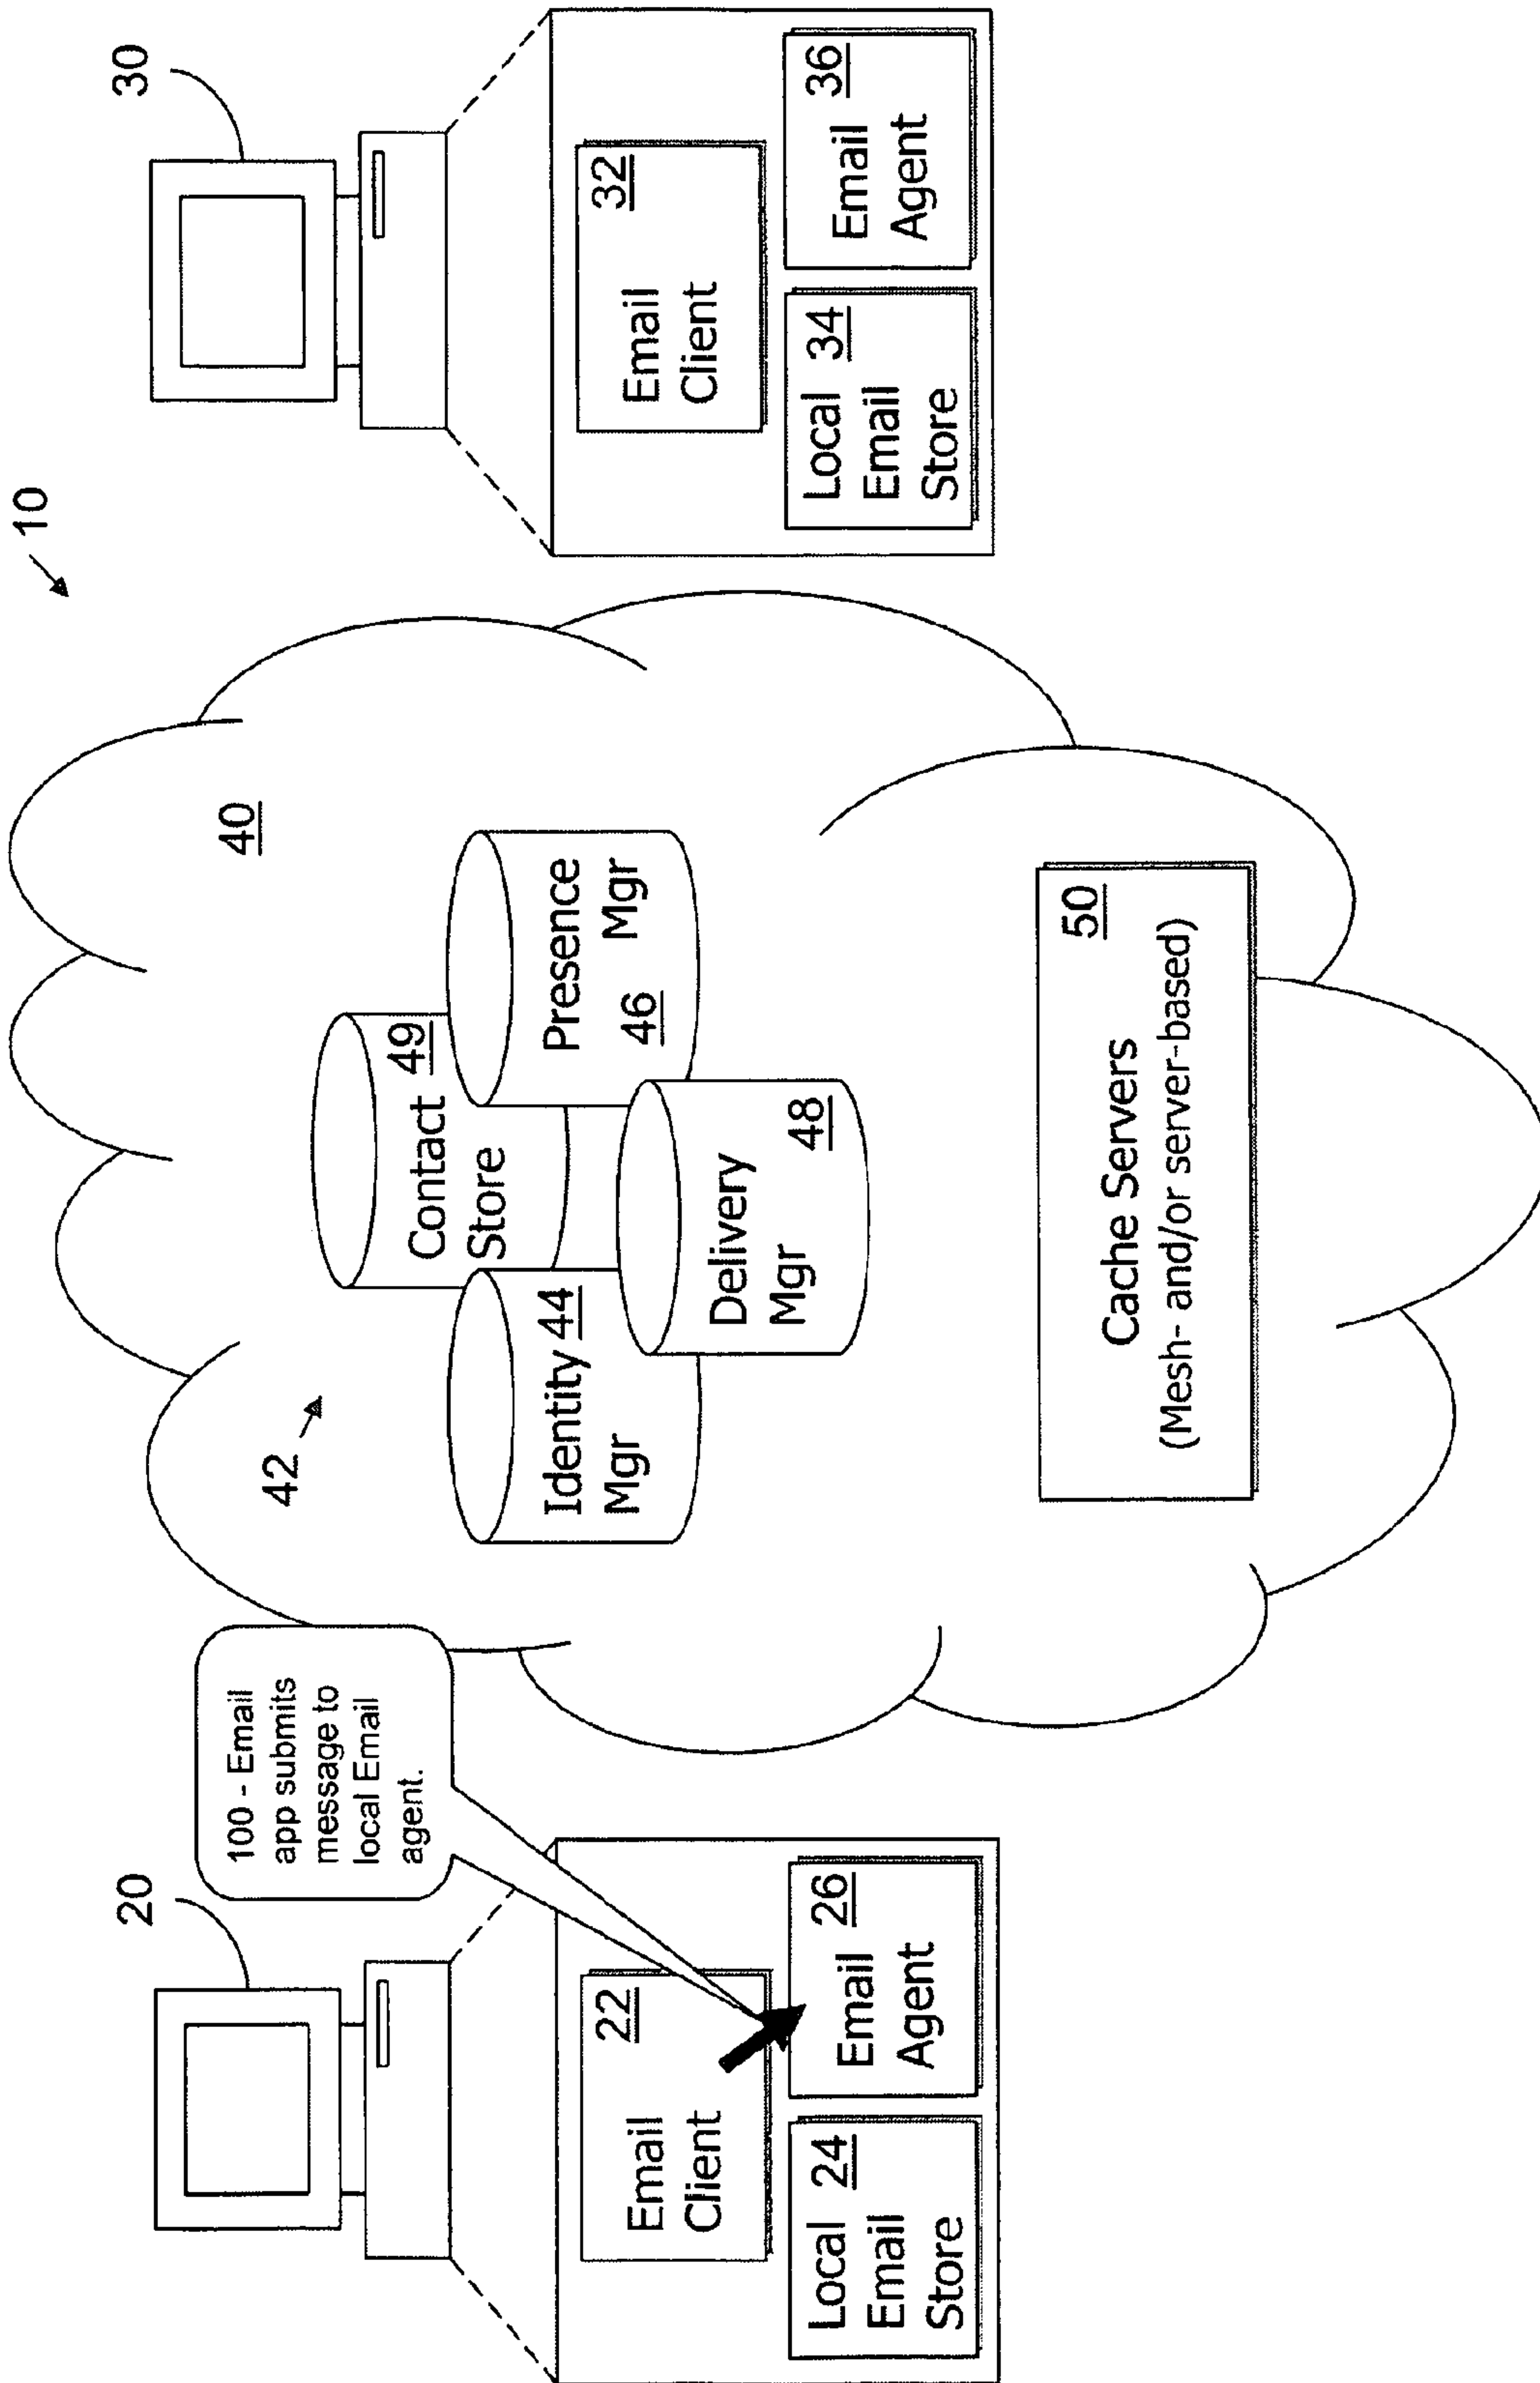 10
20
100 - Email
app submits
message to
local Email
agent.
22
Email
Client
Local 24
Email
Store
26
Email
Agent
40
42
Contact 49
Store
Identity 44
Mgr
Presence
46 Mgr
Delivery
Mgr 48
50
Cache Servers
(Mesh- and/or server-based)
30
32
Email
Client
Local 34
Email
Store
36
Email
Agent